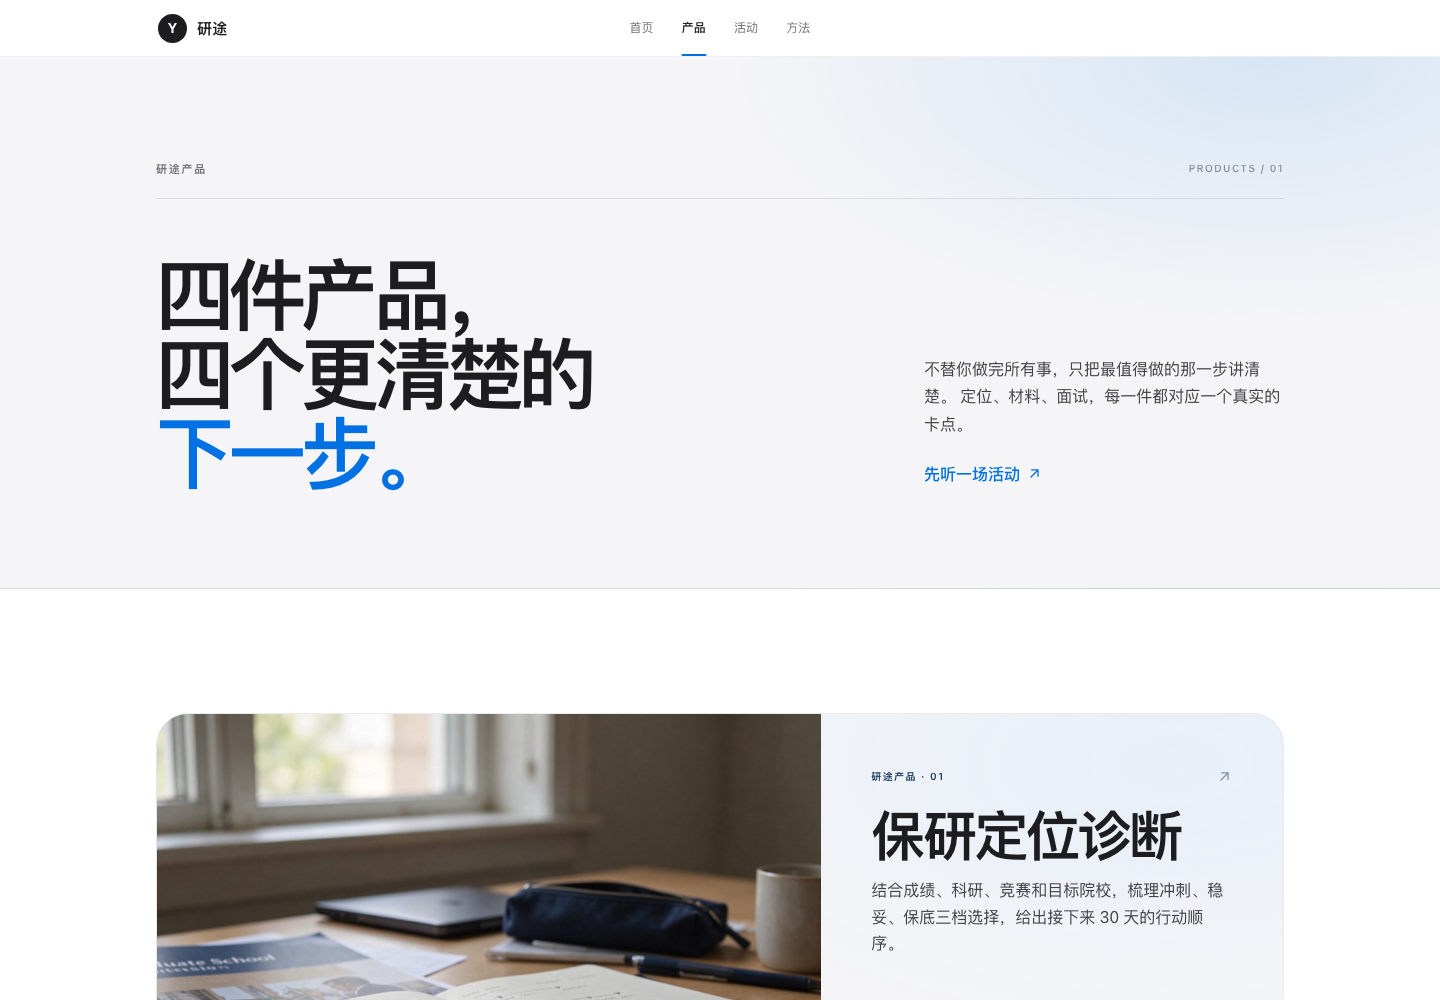 Y 研途
首页 产品 活动 方法
研途产品
PRODUCTS / 01
四件产品，
四个更清楚的
下一步。
不替你做完所有事，只把最值得做的那一步讲清
楚。 定位、材料、面试，每一件都对应一个真实的
卡点。
先听一场活动
研途产品 · 01
保研定位诊断
结合成绩、科研、竞赛和目标院校，梳理冲刺、稳
妥、保底三档选择，给出接下来 30 天的行动顺
序。
uate School